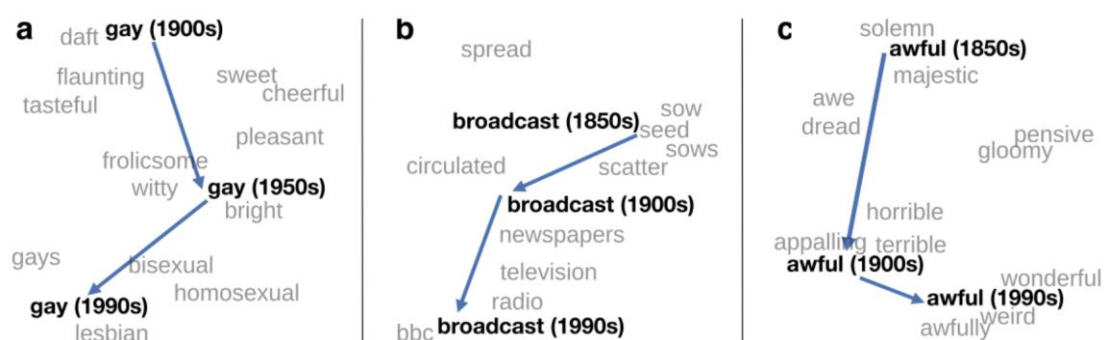 a
daft gay (1900s)
flaunting
sweet
tasteful
cheerful
pleasant
frolicsome
witty
gay (1950s)
bright
gays
bisexual
homosexual
gay (1990s)
lesbian
b
spread
broadcast (1850s)
sow
seed
sows
circulated
scatter
broadcast (1900s)
newspapers
television
radio
bbc
broadcast (1990s)
c
solemn
awful (1850s)
majestic
awe
dread
pensive
gloomy
horrible
appalling
terrible
awful (1900s)
wonderful
awful (1990s)
weird
awfully